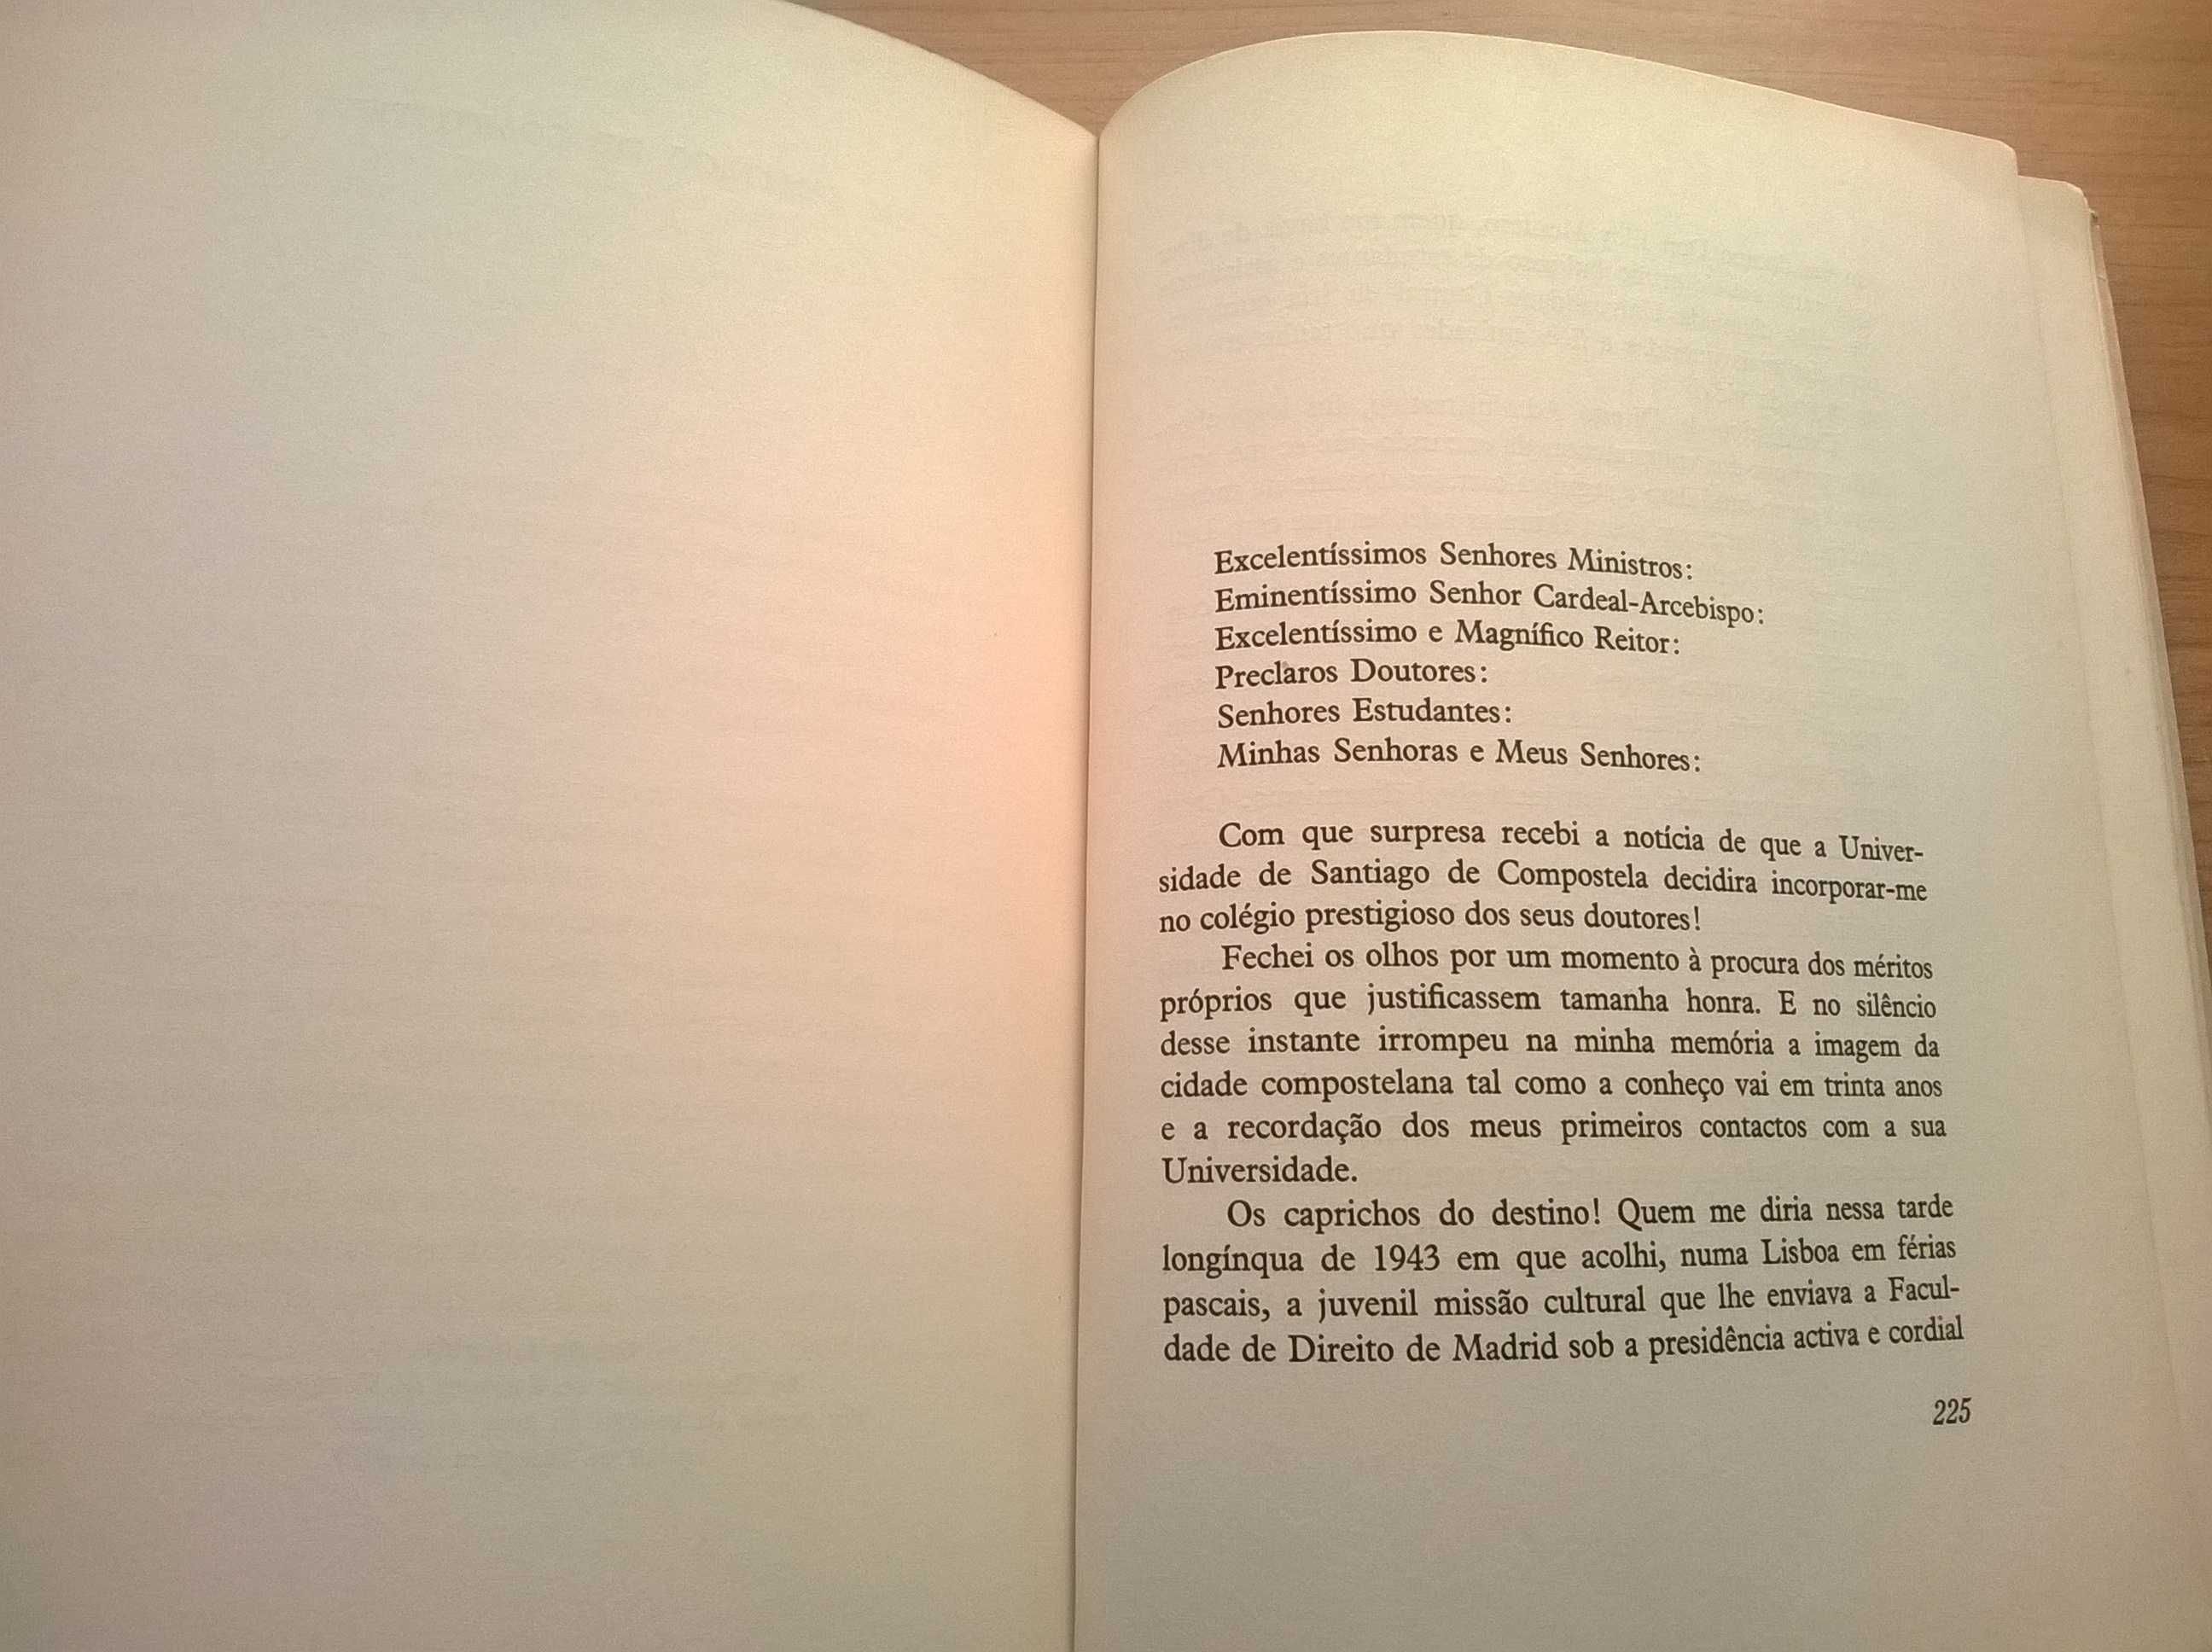 Excelentíssimos Senhores Ministros:
Eminentíssimo Senhor Cardeal-Arcebispo:
Excelentíssimo e Magnífico Reitor:
Preclaros Doutores:
Senhores Estudantes:
Minhas Senhoras e Meus Senhores:
Com que surpresa recebi a notícia de que a Univer-
sidade de Santiago de Compostela decidira incorporar-me
no colégio prestigioso dos seus doutores!
Fechei os olhos por um momento à procura dos méritos
próprios que justificassem tamanha honra. E no silêncio
desse instante irrompeu na minha memória a imagem da
cidade compostelana tal como a conheço vai em trinta anos
e a recordação dos meus primeiros contactos com a sua
Universidade.
Os caprichos do destino! Quem me diria nessa tarde
longínqua de 1943 em que acolhi, numa Lisboa em férias
pascais, a juvenil missão cultural que lhe enviava a Facul-
dade de Direito de Madrid sob a presidência activa e cordial
225